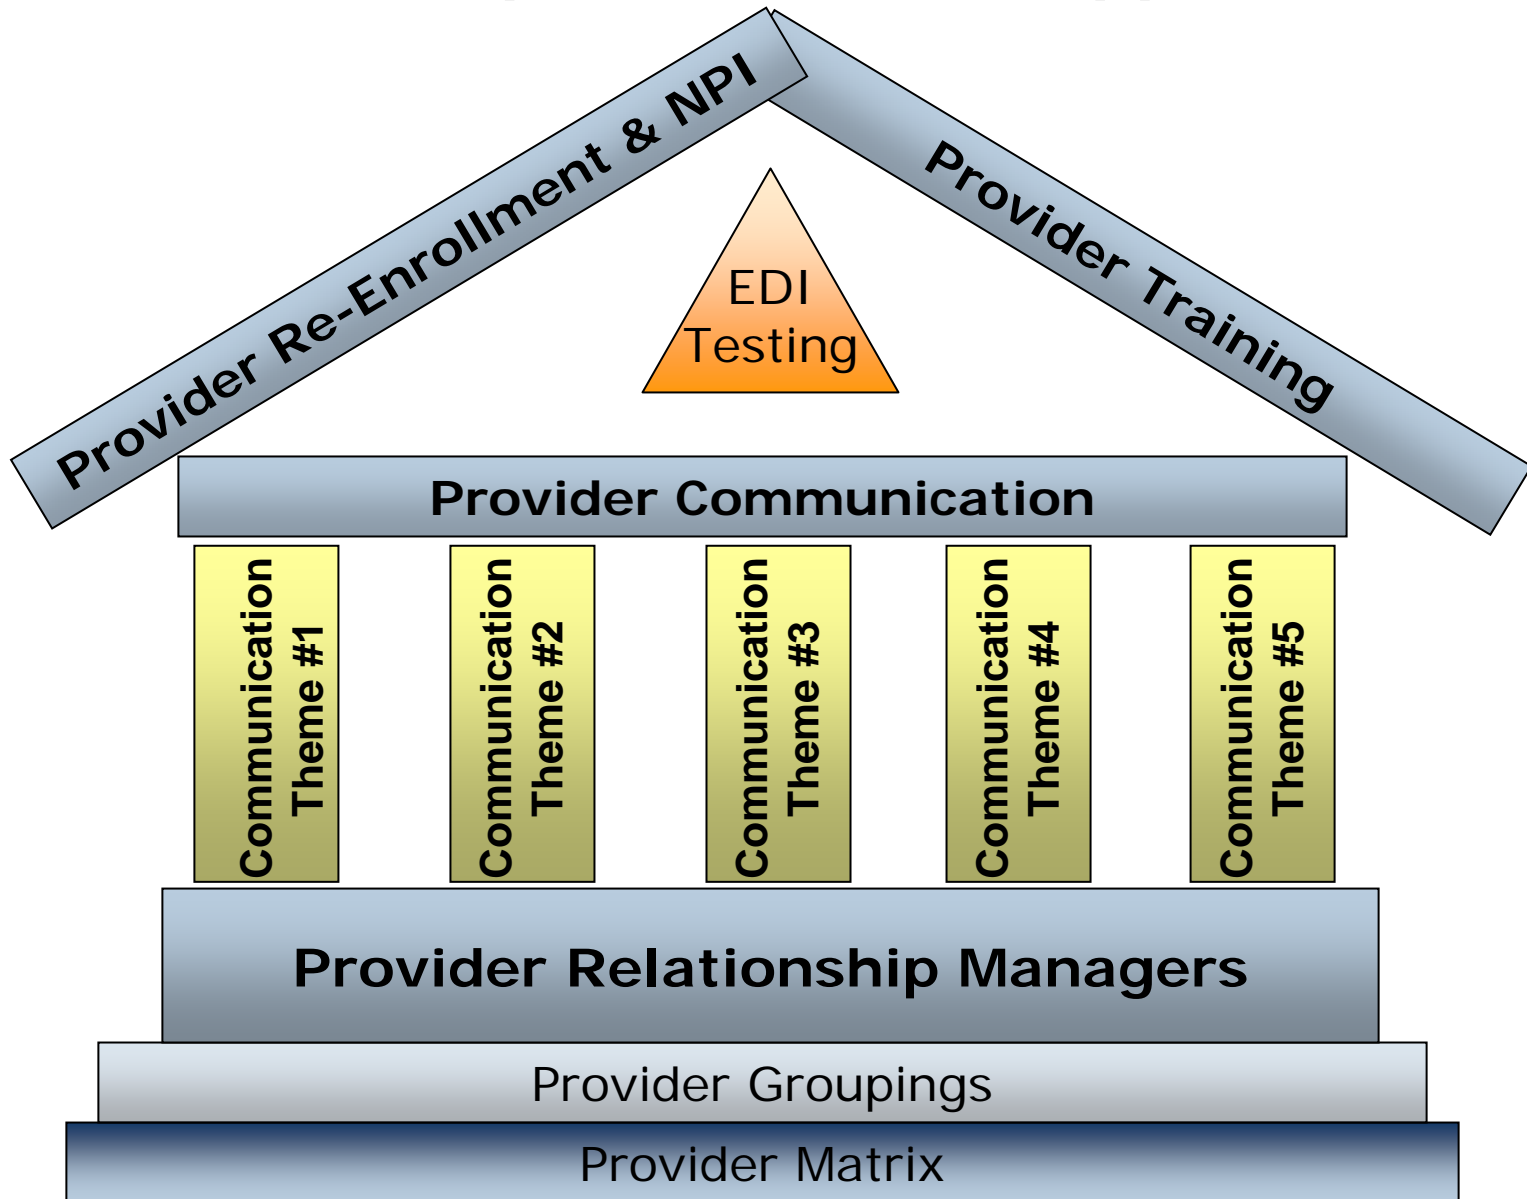 Provider Re-Enrollment & NPI
Provider Training
EDI
Testing
Provider Communication
Communication
Theme #1
Communication
Theme #2
Communication
Theme #3
Communication
Theme #4
Communication
Theme #5
Provider Relationship Managers
Provider Groupings
Provider Matrix